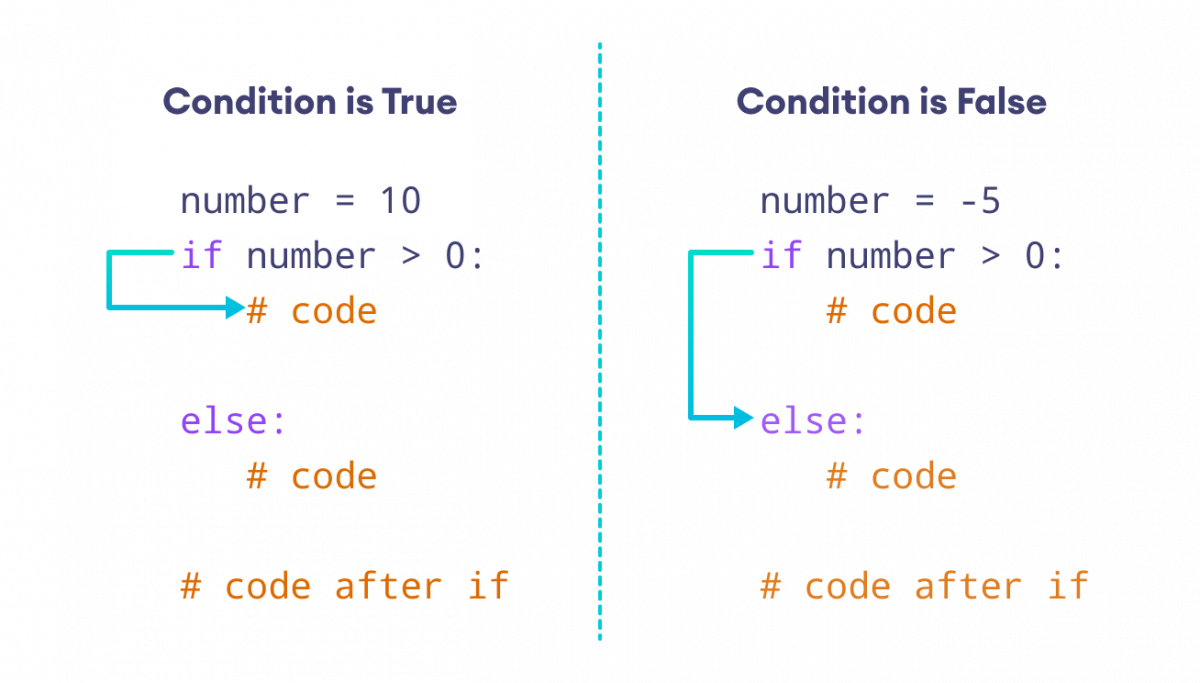 Condition is True
number = 10
if number > 0:
# code
else:
# code
# code after if
Condition is False
number = -5
if number > 0:
# code
else:
# code
# code after if